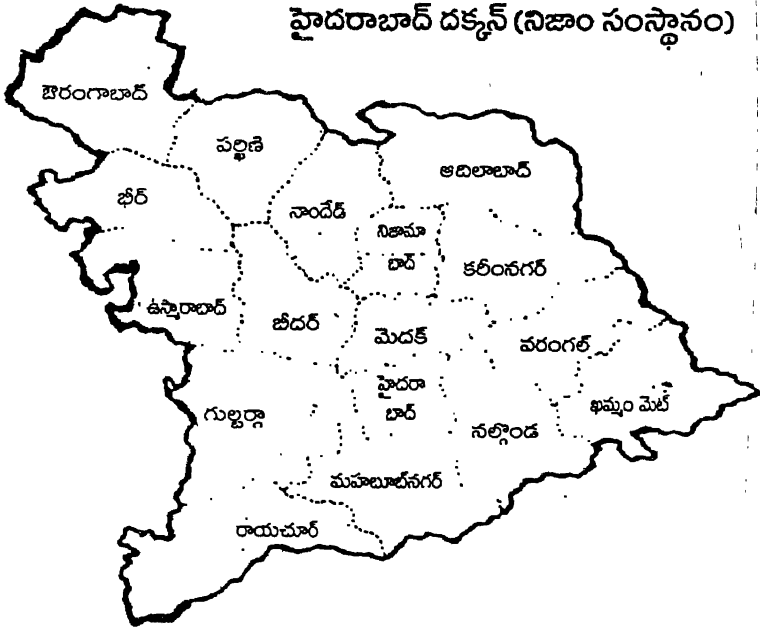 హైదరాబాద్ దక్కన్ (నిజాం సంస్థానం)
ఔరంగాబాద్
పర్భిణి
ఆదిలాబాద్
భీర్
నాందేడ్
నిజామా
బాద్
కరీంనగర్
ఉస్మానాబాద్
బీదర్
మెదక్
వరంగల్
హైదరా
బాద్
ఖమ్మం మెట్
గుల్బర్గా
నల్గొండ
మహబూబ్‌నగర్
రాయచూర్